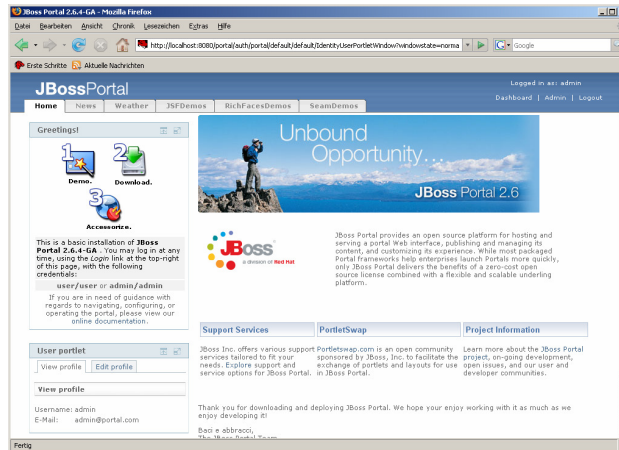 JBoss Portal 2.6.4-GA - Mozilla Firefox
Datei Bearbeiten Ansicht Chronik Lesezeichen Extras Hilfe
http://localhost:8080/portal/auth/portal/default/default/IdentityUserPortletWindow?windowstate=norma
Google
Erste Schritte Aktuelle Nachrichten
JBossPortal
Logged in as: admin
Dashboard | Admin | Logout
Home News Weather JSFDemos RichFacesDemos SeamDemos
Greetings!
1 2
Demo. Download.
3
Accessorize.
This is a basic installation of JBoss
Portal 2.6.4-GA . You may log in at any
time, using the Login link at the top-right
of this page, with the following
credentials:
user/user or admin/admin
If you are in need of guidance with
regards to navigating, configuring, or
operating the portal, please view our
online documentation.
User portlet
View profile Edit profile
View profile
Username: admin
E-Mail: admin@portal.com
Unbound
Opportunity...
JBoss Portal 2.6
JBoss
a division of Red Hat
JBoss Portal provides an open source platform for hosting and
serving a portal Web interface, publishing and managing its
content, and customizing its experience. While most packaged
Portal frameworks help enterprises launch Portals more quickly,
only JBoss Portal delivers the benefits of a zero-cost open
source license combined with a flexible and scalable underlying
platform.
Support Services
JBoss Inc. offers various support
services tailored to fit your
needs. Explore support and
service options for JBoss Portal.
PortletSwap
Portletswap.com is an open community
sponsored by JBoss, Inc. to facilitate the
exchange of portlets and layouts for use
in JBoss Portal.
Project Information
Learn more about the JBoss Portal
project, on-going development,
open issues, and our user and
developer communities.
Thank you for downloading and deploying JBoss Portal. We hope your enjoy working with it as much as we
enjoy developing it!
Baci e abbracci,
The JBoss Portal Team
Fertig